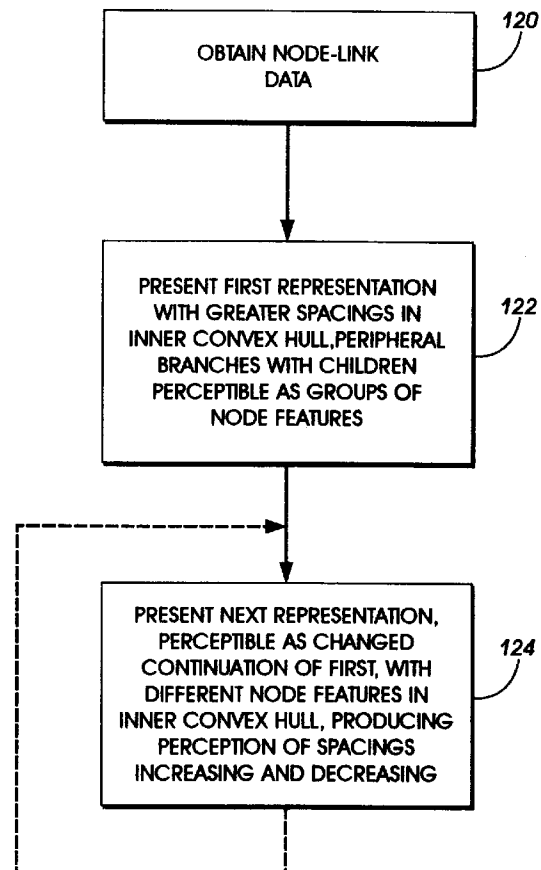 120
OBTAIN NODE-LINK
DATA
PRESENT FIRST REPRESENTATION
WITH GREATER SPACINGS IN
INNER CONVEX HULL,PERIPHERAL
BRANCHES WITH CHILDREN
PERCEPTIBLE AS GROUPS OF
NODE FEATURES
122
PRESENT NEXT REPRESENTATION,
PERCEPTIBLE AS CHANGED
CONTINUATION OF FIRST, WITH
DIFFERENT NODE FEATURES IN
INNER CONVEX HULL, PRODUCING
PERCEPTION OF SPACINGS
INCREASING AND DECREASING
124